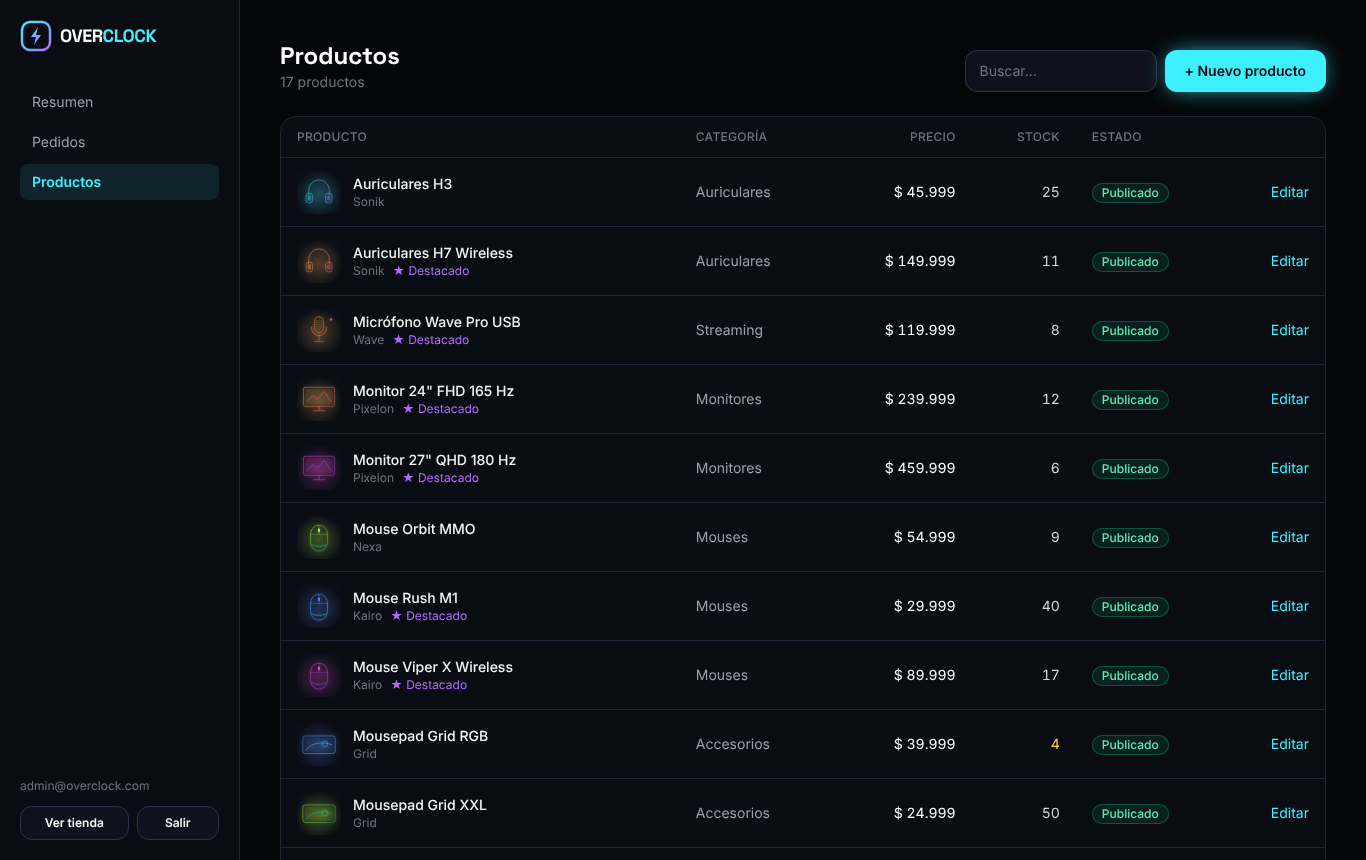 OVERCLOCK
Resumen
Pedidos
Productos
admin@overclock.com
Ver tienda
Salir
Productos
17 productos
Buscar...
+ Nuevo producto
PRODUCTO CATEGORÍA PRECIO STOCK ESTADO
Auriculares H3
Sonik
Auriculares $ 45.999 25 Publicado Editar
Auriculares H7 Wireless
Sonik ★ Destacado
Auriculares $ 149.999 11 Publicado Editar
Micrófono Wave Pro USB
Wave ★ Destacado
Streaming $ 119.999 8 Publicado Editar
Monitor 24" FHD 165 Hz
Pixelon ★ Destacado
Monitores $ 239.999 12 Publicado Editar
Monitor 27" QHD 180 Hz
Pixelon ★ Destacado
Monitores $ 459.999 6 Publicado Editar
Mouse Orbit MMO
Nexa
Mouses $ 54.999 9 Publicado Editar
Mouse Rush M1
Kairo ★ Destacado
Mouses $ 29.999 40 Publicado Editar
Mouse Viper X Wireless
Kairo ★ Destacado
Mouses $ 89.999 17 Publicado Editar
Mousepad Grid RGB
Grid
Accesorios $ 39.999 4 Publicado Editar
Mousepad Grid XXL
Grid
Accesorios $ 24.999 50 Publicado Editar